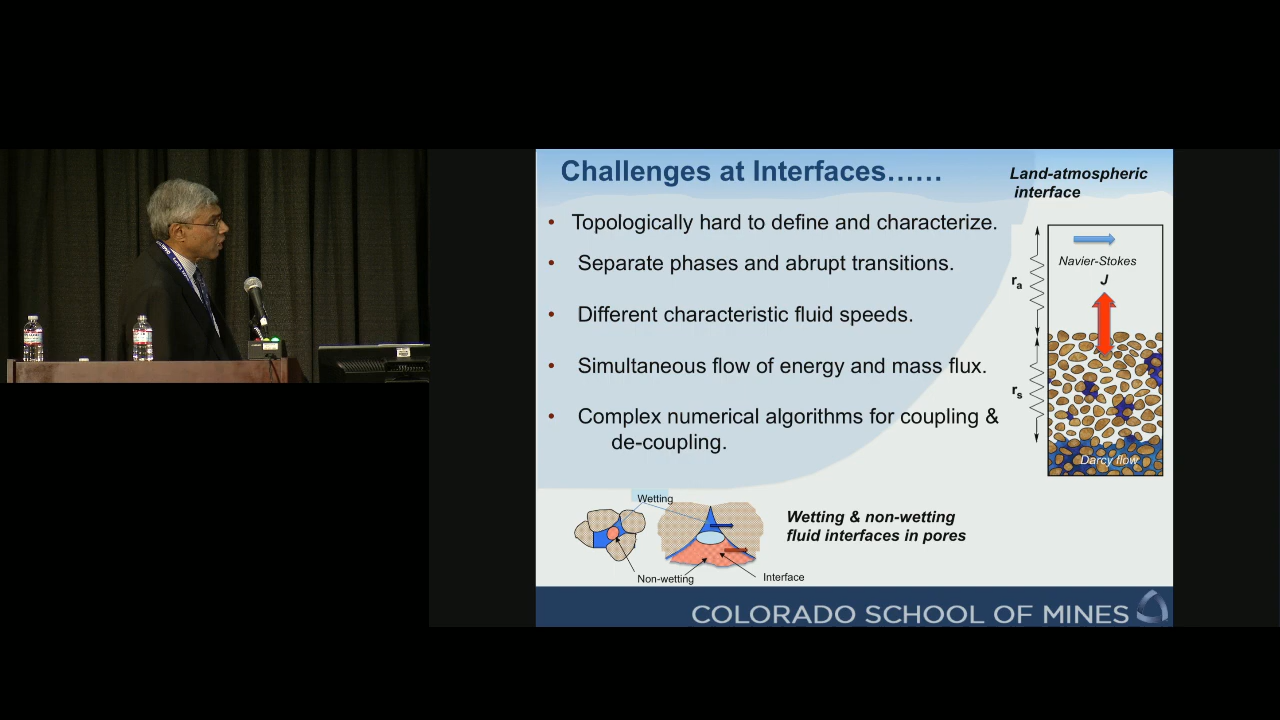 Challenges at Interfaces……
• Topologically hard to define and characterize.
• Separate phases and abrupt transitions.
• Different characteristic fluid speeds.
• Simultaneous flow of energy and mass flux.
• Complex numerical algorithms for coupling &
de-coupling.
Land-atmospheric
interface
Navier-Stokes
J
ra
rs
Darcy flow
Wetting
Non-wetting
Interface
Wetting & non-wetting
fluid interfaces in pores
COLORADO SCHOOL OF MINES